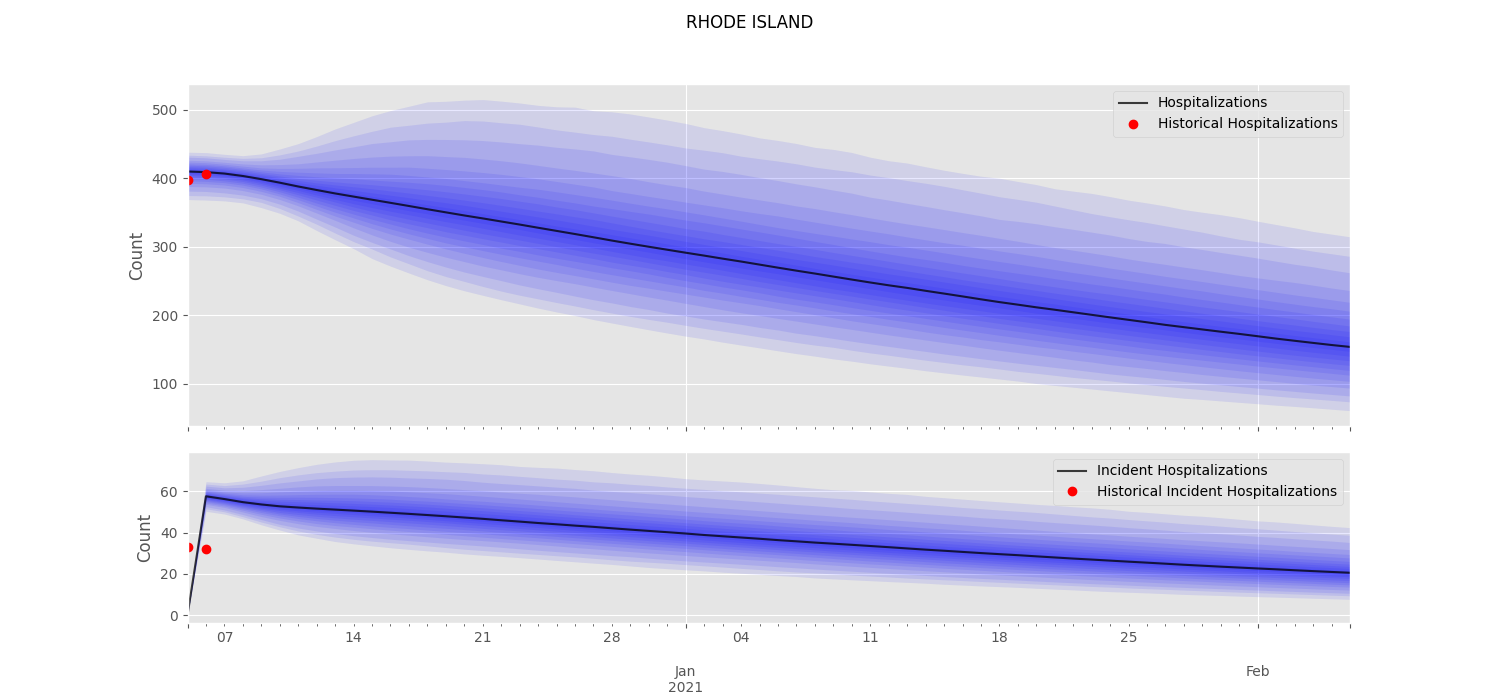 RHODE ISLAND
Count
500
400
300
200
100
Hospitalizations
Historical Hospitalizations
Count
60
40
20
0
Incident Hospitalizations
Historical Incident Hospitalizations
07 14 21 28 04 11 18 25
Jan Feb
2021